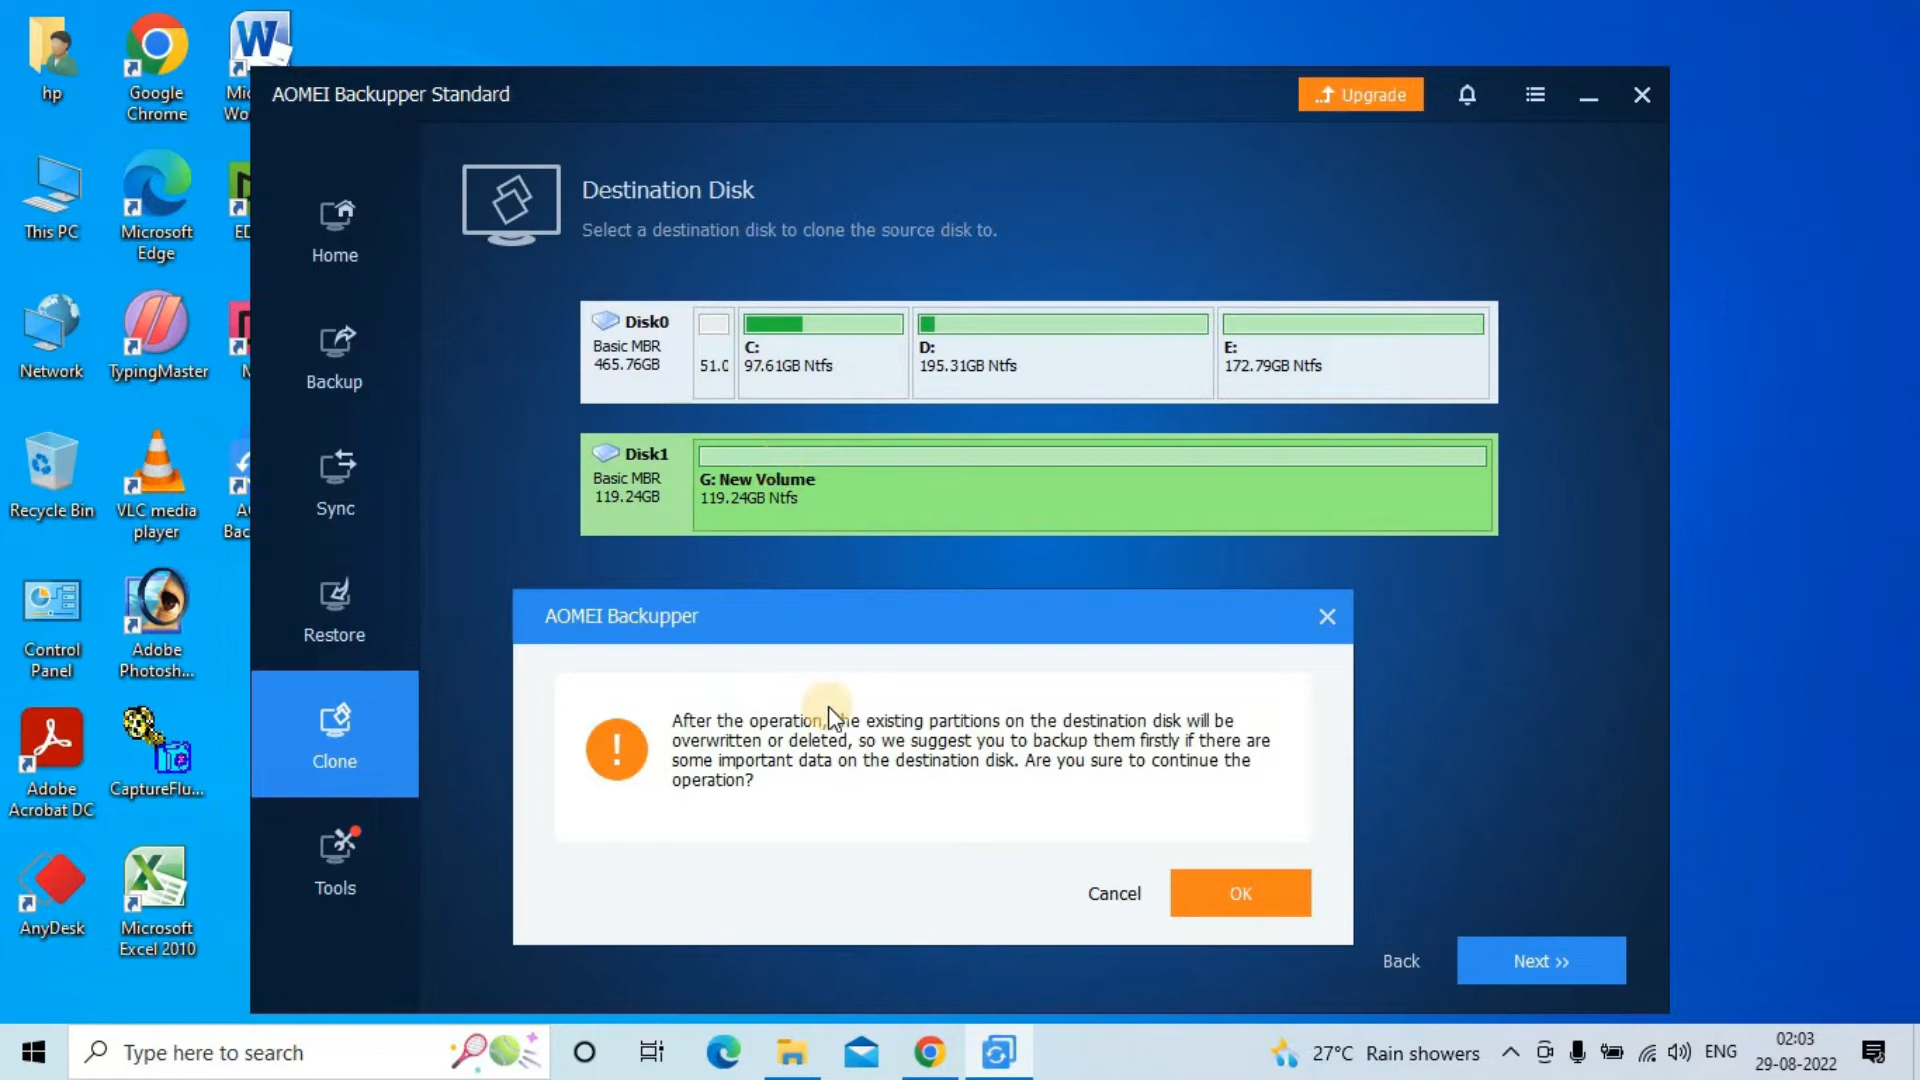 hp
Google
Chrome
Mic
Wo
This PC
Microsoft
Edge
ED
Network
TypingMaster
M
Recycle Bin
VLC media
player
A
Bac
Control
Panel
Adobe
Photosh...
Adobe
Acrobat DC
CaptureFlu...
AnyDesk
Microsoft
Excel 2010
AOMEI Backupper Standard
Upgrade
Home
Backup
Sync
Restore
Clone
Tools
Destination Disk
Select a destination disk to clone the source disk to.
Disk0
Basic MBR
465.76GB
51.0
C:
97.61GB Ntfs
D:
195.31GB Ntfs
E:
172.79GB Ntfs
Disk1
Basic MBR
119.24GB
G: New Volume
119.24GB Ntfs
AOMEI Backupper
After the operation, the existing partitions on the destination disk will be
overwritten or deleted, so we suggest you to backup them firstly if there are
some important data on the destination disk. Are you sure to continue the
operation?
Cancel
OK
Back
Next >>
Type here to search
27°C Rain showers
ENG
02:03
29-08-2022